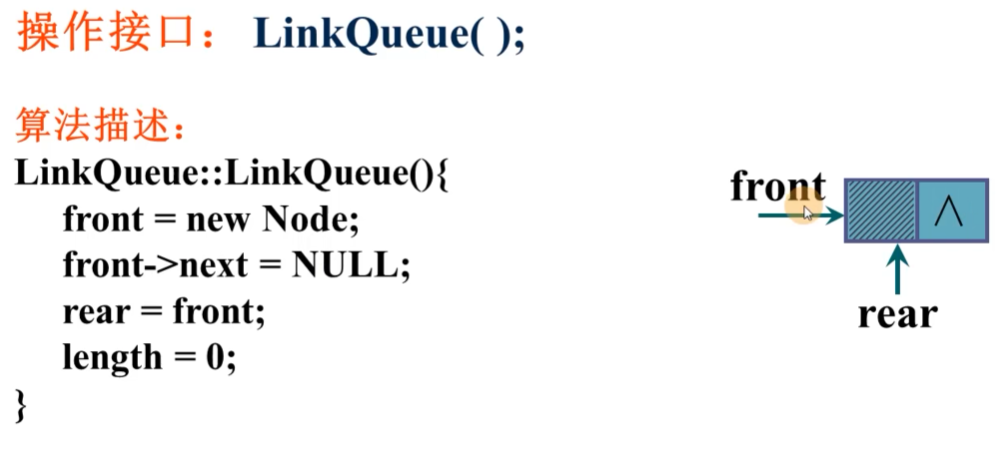 操作接口： LinkQueue( );
算法描述：
LinkQueue::LinkQueue(){
front = new Node;
front->next = NULL;
rear = front;
length = 0;
}
front
∧
rear